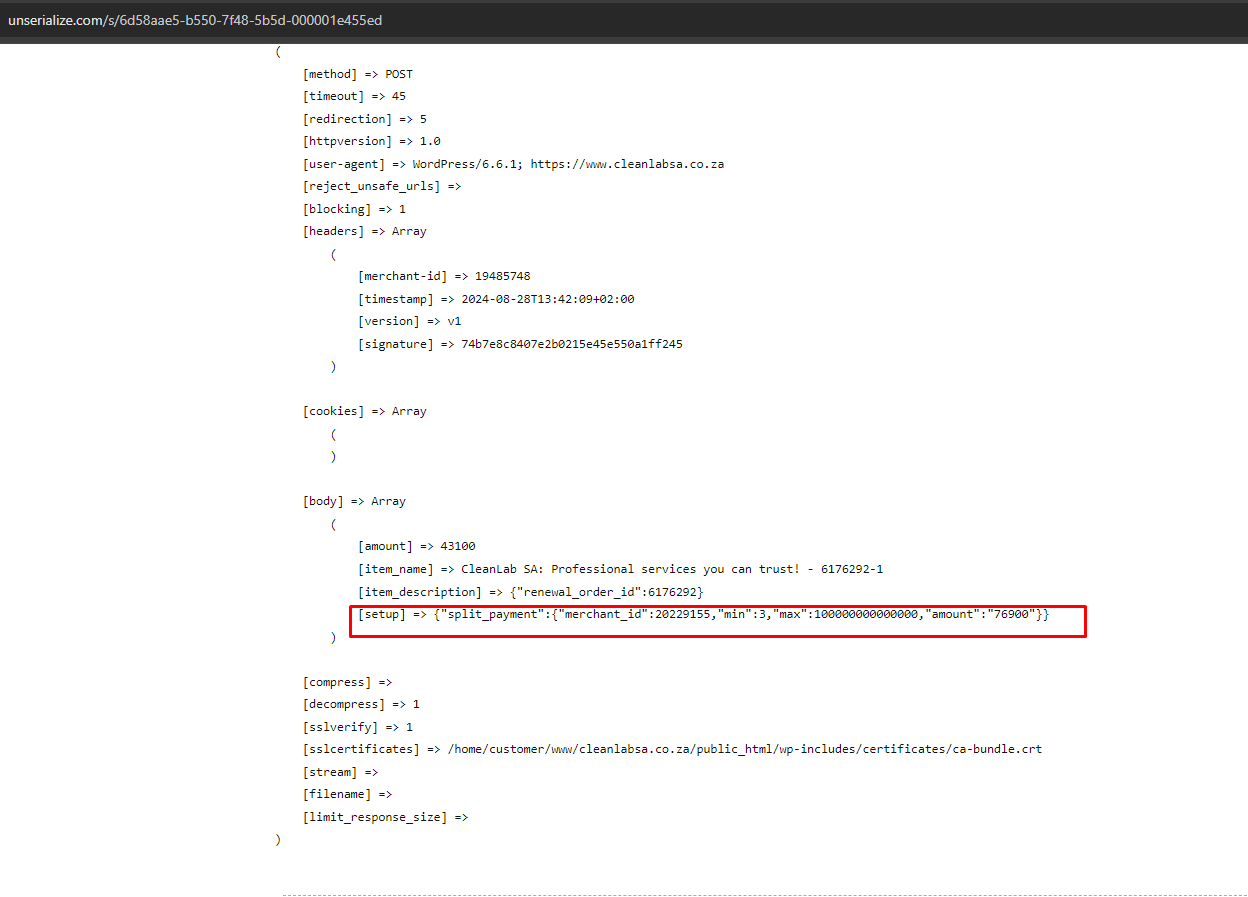 unserialize.com/s/6d58aae5-b550-7f48-5b5d-000001e455ed
(
[method] => POST
[timeout] => 45
[redirection] => 5
[httpversion] => 1.0
[user-agent] => WordPress/6.6.1; https://www.cleanlabsa.co.za
[reject_unsafe_urls] =>
[blocking] => 1
[headers] => Array
(
[merchant-id] => 19485748
[timestamp] => 2024-08-28T13:42:09+02:00
[version] => v1
[signature] => 74b7e8c8407e2b0215e45e550a1ff245
)
[cookies] => Array
(
)
[body] => Array
(
[amount] => 43100
[item_name] => CleanLab SA: Professional services you can trust! - 6176292-1
[item_description] => {"renewal_order_id":6176292}
[setup] => {"split_payment":{"merchant_id":20229155,"min":3,"max":100000000000000,"amount":"76900"}}
)
[compress] =>
[decompress] => 1
[sslverify] => 1
[sslcertificates] => /home/customer/www/cleanlabsa.co.za/public_html/wp-includes/certificates/ca-bundle.crt
[stream] =>
[filename] =>
[limit_response_size] =>
)